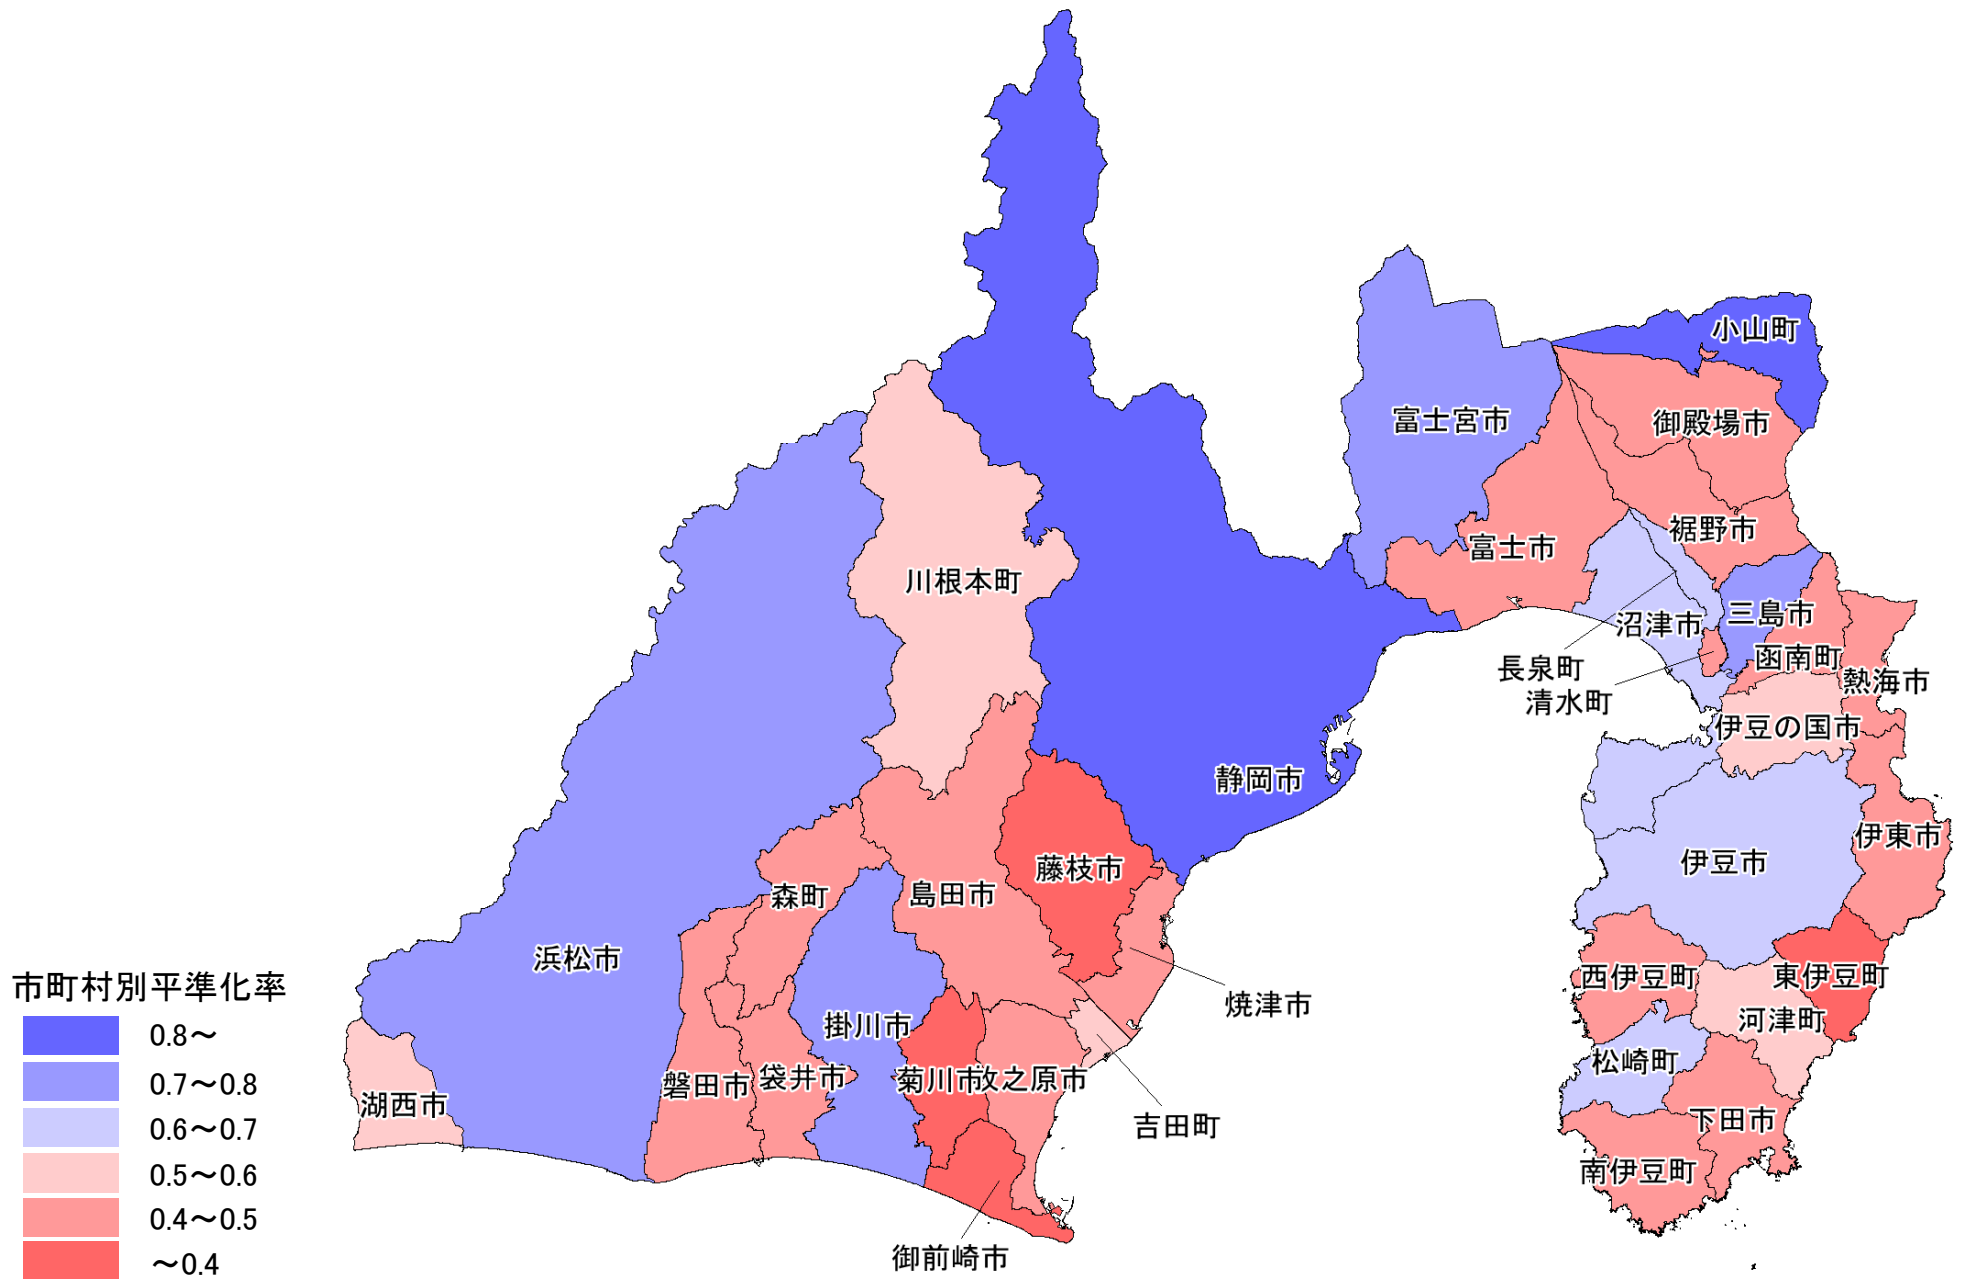 小山町
富士宮市
御殿場市
裾野市
富士市
川根本町
三島市
沼津市
函南町
長泉町
熱海市
清水町
伊豆の国市
静岡市
伊東市
伊豆市
藤枝市
島田市
森町
浜松市
西伊豆町
東伊豆町
市町村別平準化率
焼津市
河津町
掛川市
0.8～
松崎町
袋井市
菊川市
牧之原市
磐田市
0.7～0.8
湖西市
下田市
吉田町
0.6～0.7
南伊豆町
0.5～0.6
0.4～0.5
御前崎市
～0.4